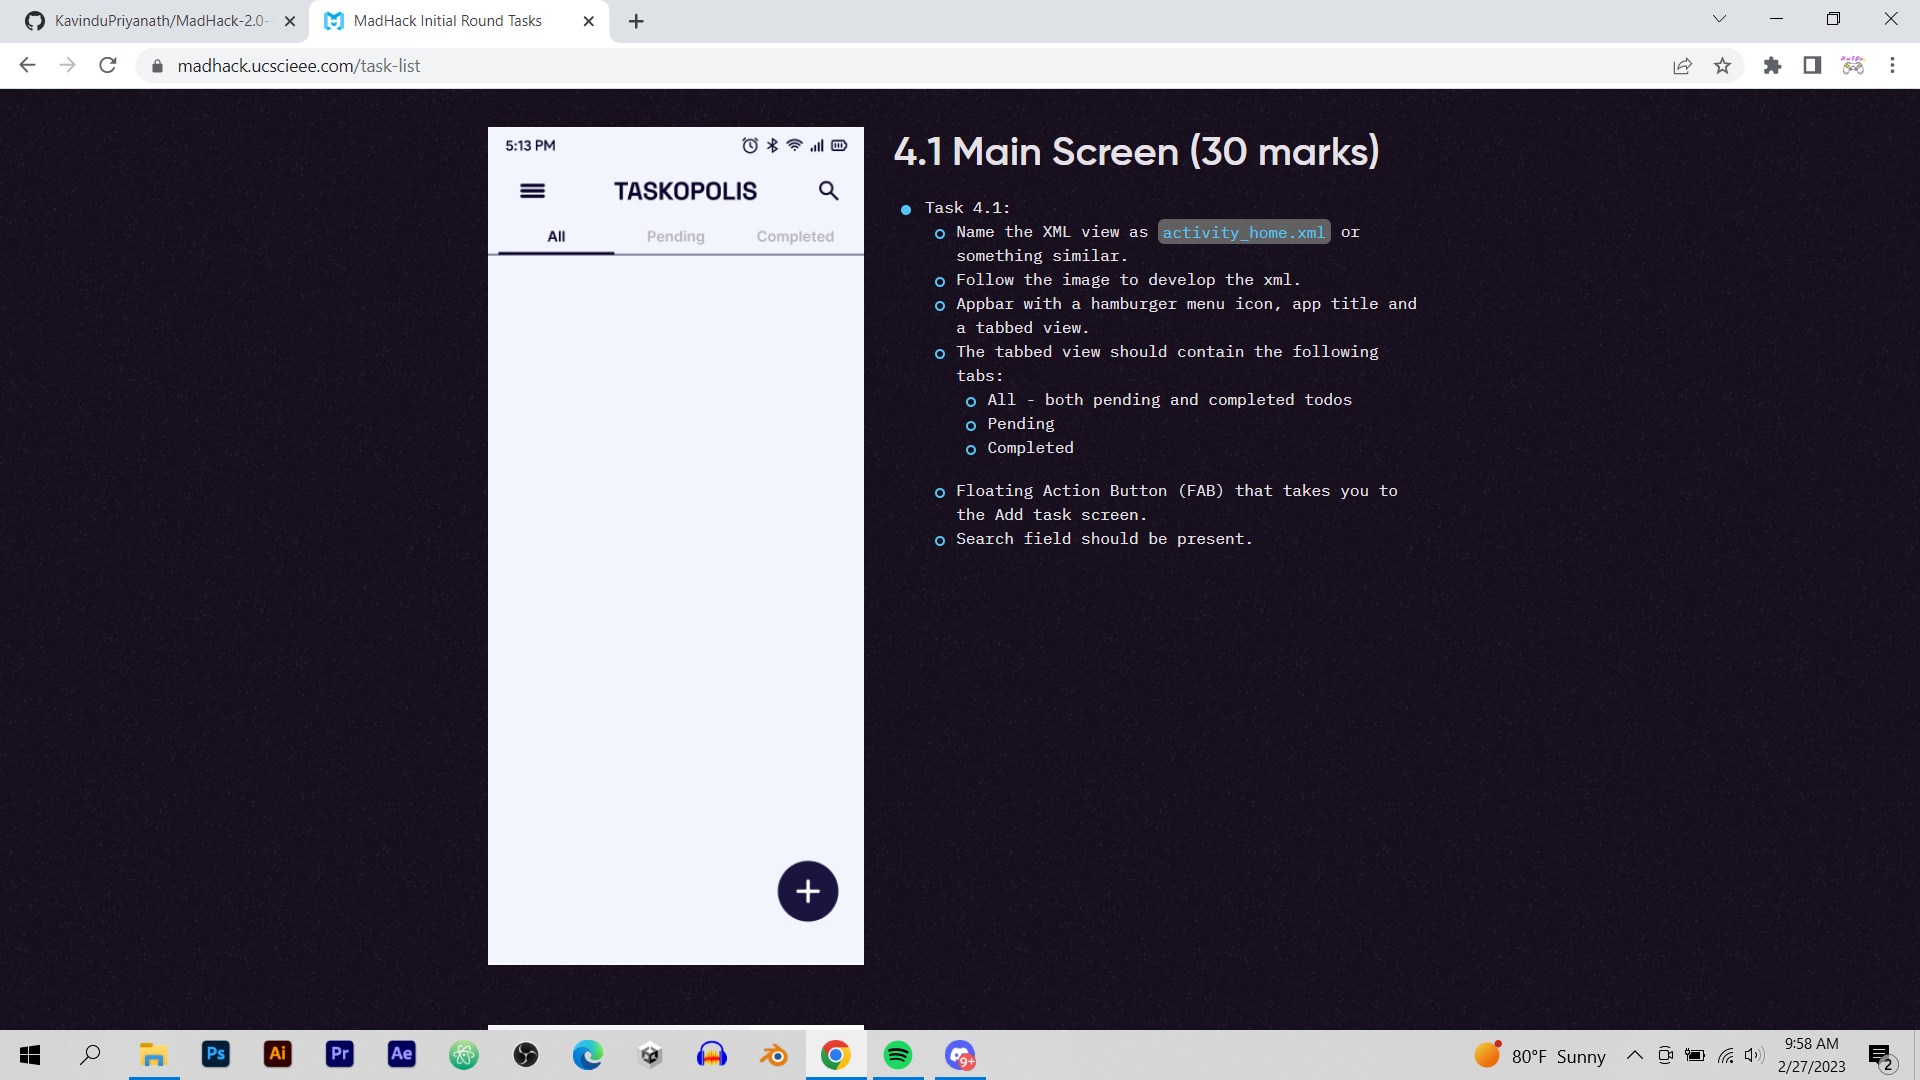 KavinduPriyanath/MadHack-2.0-
MadHack Initial Round Tasks
madhack.ucscieee.com/task-list
5:13 PM
TASKOPOLIS
All Pending Completed
4.1 Main Screen (30 marks)
Task 4.1:
Name the XML view as activity_home.xml or
something similar.
Follow the image to develop the xml.
Appbar with a hamburger menu icon, app title and
a tabbed view.
The tabbed view should contain the following
tabs:
All - both pending and completed todos
Pending
Completed
Floating Action Button (FAB) that takes you to
the Add task screen.
Search field should be present.
Ps
Ai
Pr
Ae
9+
80°F Sunny
9:58 AM
2/27/2023
2